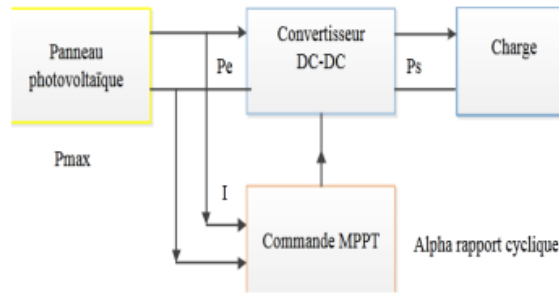 Panneau
photovoltaïque
Convertisseur
DC-DC
Charge
Pe
Ps
Pmax
I
Commande MPPT
Alpha rapport cyclique